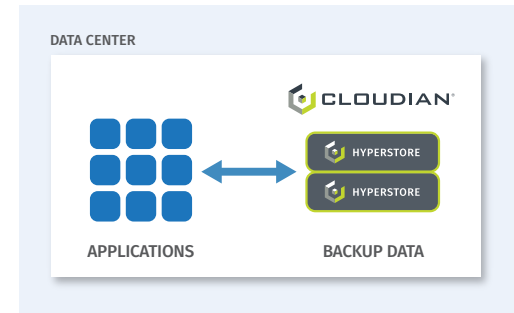 DATA CENTER
CLOUDIAN®
HYPERSTORE
HYPERSTORE
APPLICATIONS
BACKUP DATA